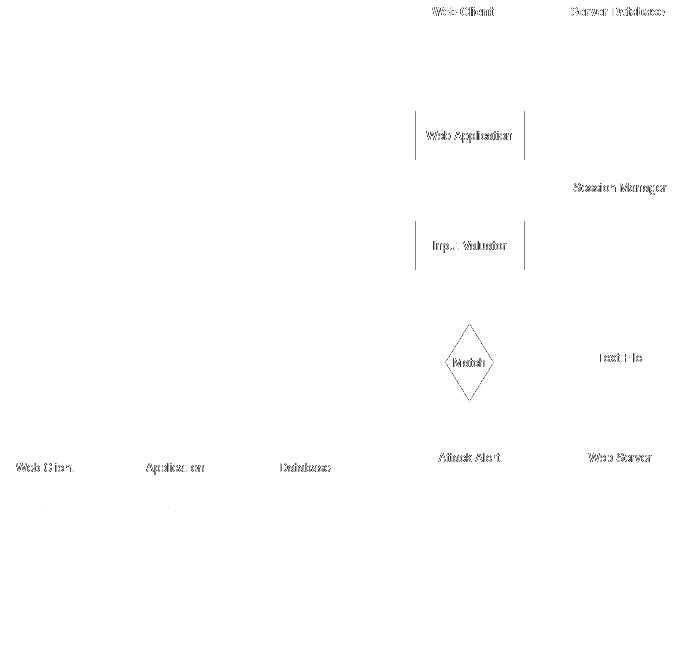 Web Client
Server Database
Web Application
Session Manager
Input Valuator
Match
Text File
Attack Alert
Web Server
Web Client
Application
Database